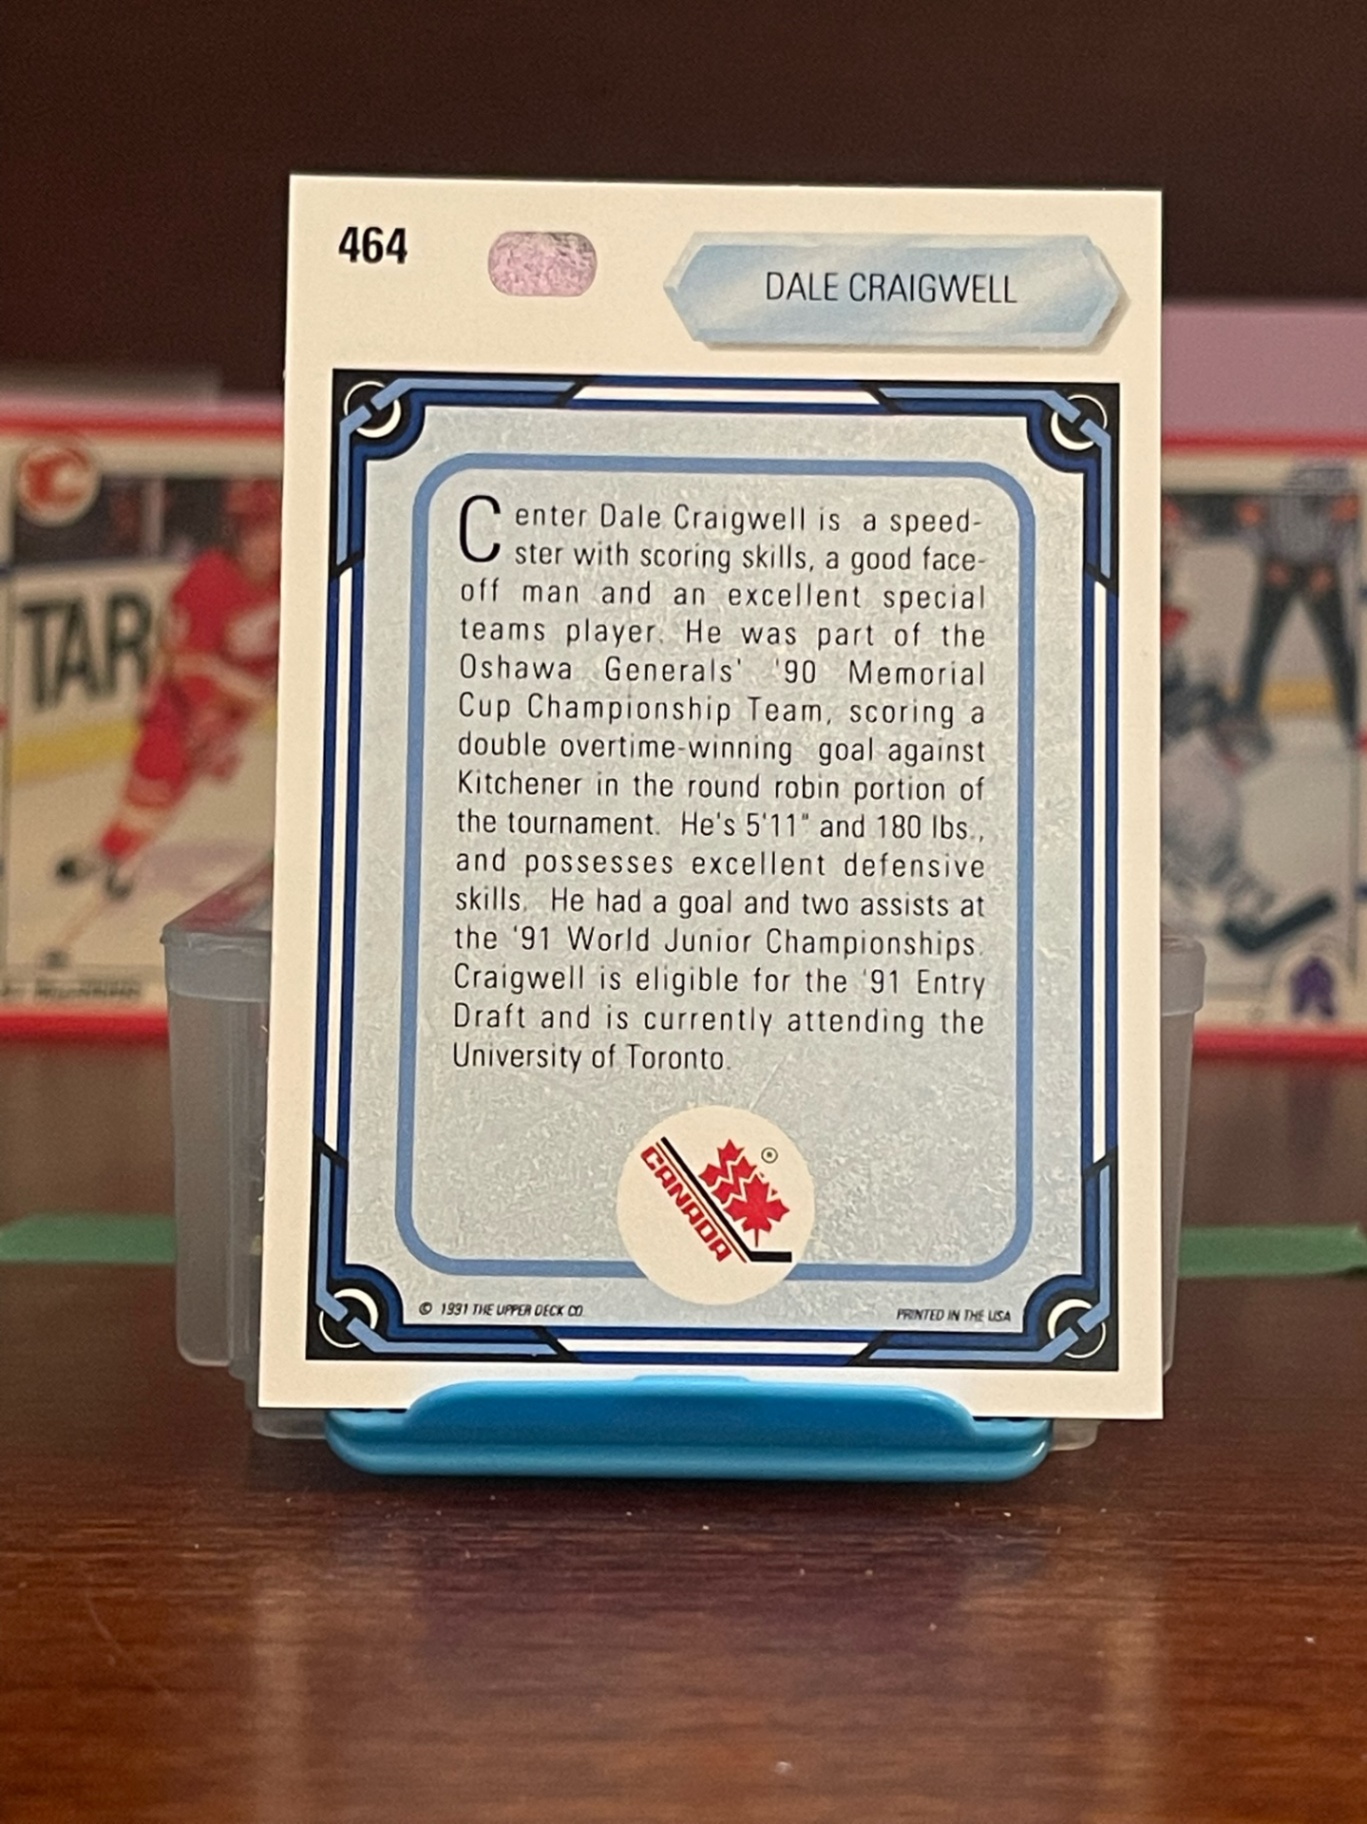 464
DALE CRAIGWELL
Center Dale Craigwell is a speed-
ster with scoring skills, a good face-
off man and an excellent special
teams player. He was part of the
Oshawa Generals' '90 Memorial
Cup Championship Team, scoring a
double overtime-winning goal against
Kitchener in the round robin portion of
the tournament. He's 5'11" and 180 lbs.,
and possesses excellent defensive
skills. He had a goal and two assists at
the '91 World Junior Championships.
Craigwell is eligible for the '91 Entry
Draft and is currently attending the
University of Toronto.
CANADA
®
© 1991 THE UPPER DECK CO.
PRINTED IN THE USA
TAR